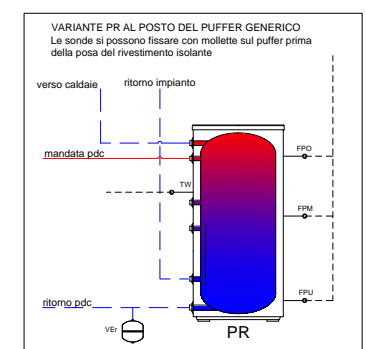 VARIANTE PR AL POSTO DEL PUFFER GENERICO
Le sonde si possono fissare con mollette sul puffer prima
della posa del rivestimento isolante
verso caldaie
ritorno impianto
mandata pdc
FPO
TW
FPM
FPU
ritorno pdc
VEr
PR